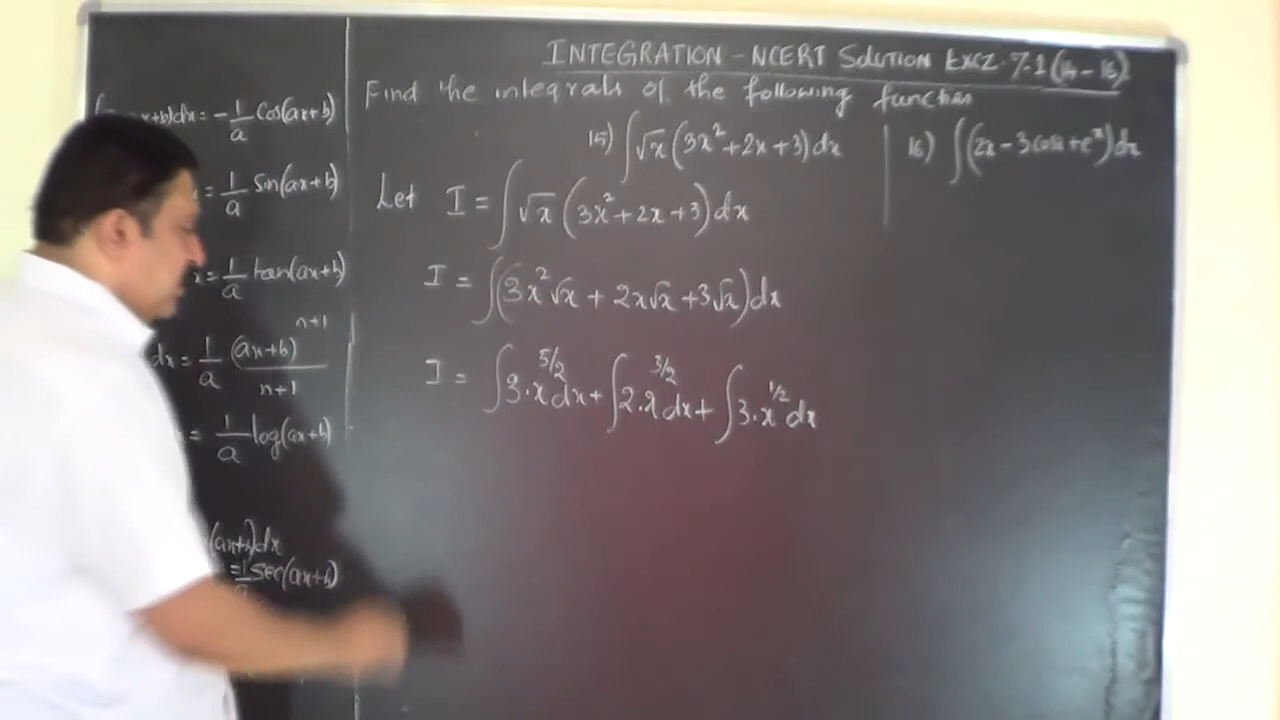 INTEGRATION - NCERT SOLUTION EXCZ. 7.1 (14 - 16).
Find the integrals of the following function
15) ∫√x (3x² + 2x + 3) dx
16) ∫(2x - 3cosx + eˣ) dx
Let I = ∫√x (3x² + 2x + 3) dx
I = ∫(3x²√x + 2x√x + 3√x) dx
I = ∫3·x^5/2 dx + ∫2·x^3/2 dx + ∫3·x^1/2 dx
x+b)dx = -1/a cos(ax+b)
= 1/a sin(ax+b)
= 1/a tan(ax+b)
dx = 1/a (ax+b)^n+1 / n+1
= 1/a log(ax+b)
(ax+b)dx
= 1/a sec(ax+b)